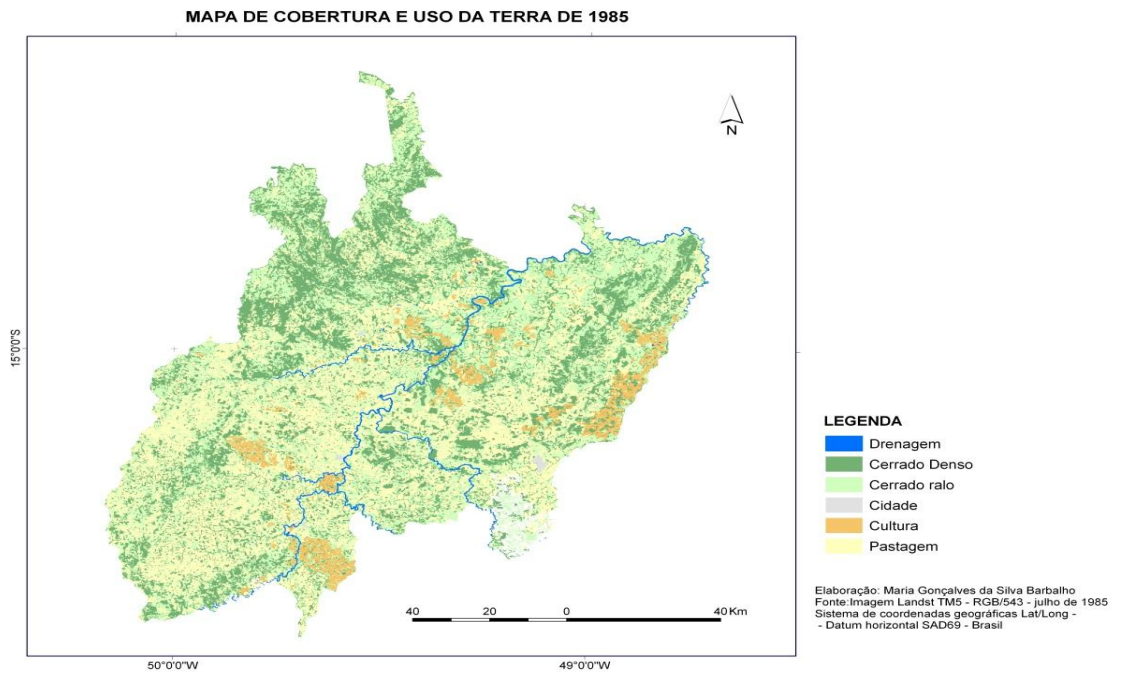 MAPA DE COBERTURA E USO DA TERRA DE 1985
N
15°0'0"S
LEGENDA
Drenagem
Cerrado Denso
Cerrado ralo
Cidade
Cultura
Pastagem
40 20 0 40 Km
Elaboração: Maria Gonçalves da Silva Barbalho
Fonte:Imagem Landst TM5 - RGB/543 - julho de 1985
Sistema de coordenadas geográficas Lat/Long -
- Datum horizontal SAD69 - Brasil
50°0'0"W 49°0'0"W